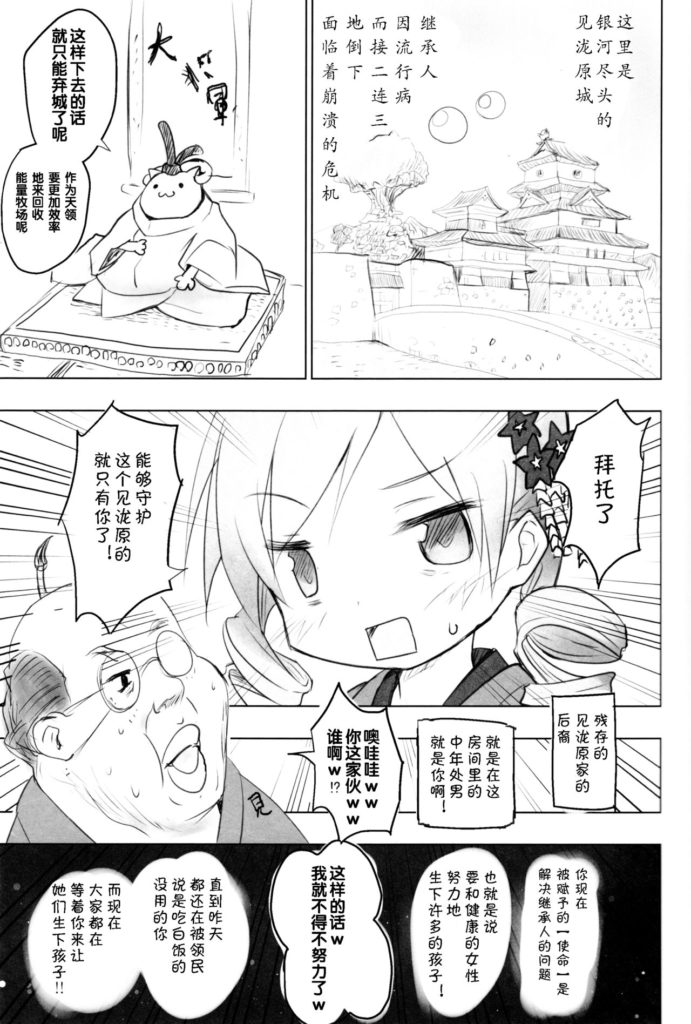 这里是
银河尽头的
见泷原城
继承人
因流行病
而接二连三
地倒下
面临着崩溃的危机
这样下去的话
就只能弃城了呢
作为天领
要更加效率
地来回收
能量牧场呢
拜托了
能够守护
这个见泷原的
就只有你了！
残存的
见泷原家的
后裔
就是在这
房间里的
中年处男
就是你啊！
噢哇哇ww
你这家伙ww
谁啊w!?
見
你现在
被赋予的【使命】是
解决继承人的问题
也就是说
要和健康的女性
努力地
生下许多的孩子！
这样的话w
我就不得不努力了w
直到昨天
都还在被领民
说是吃白饭的
没用的你
而现在
大家都在
等着你来让
她们生下孩子!!